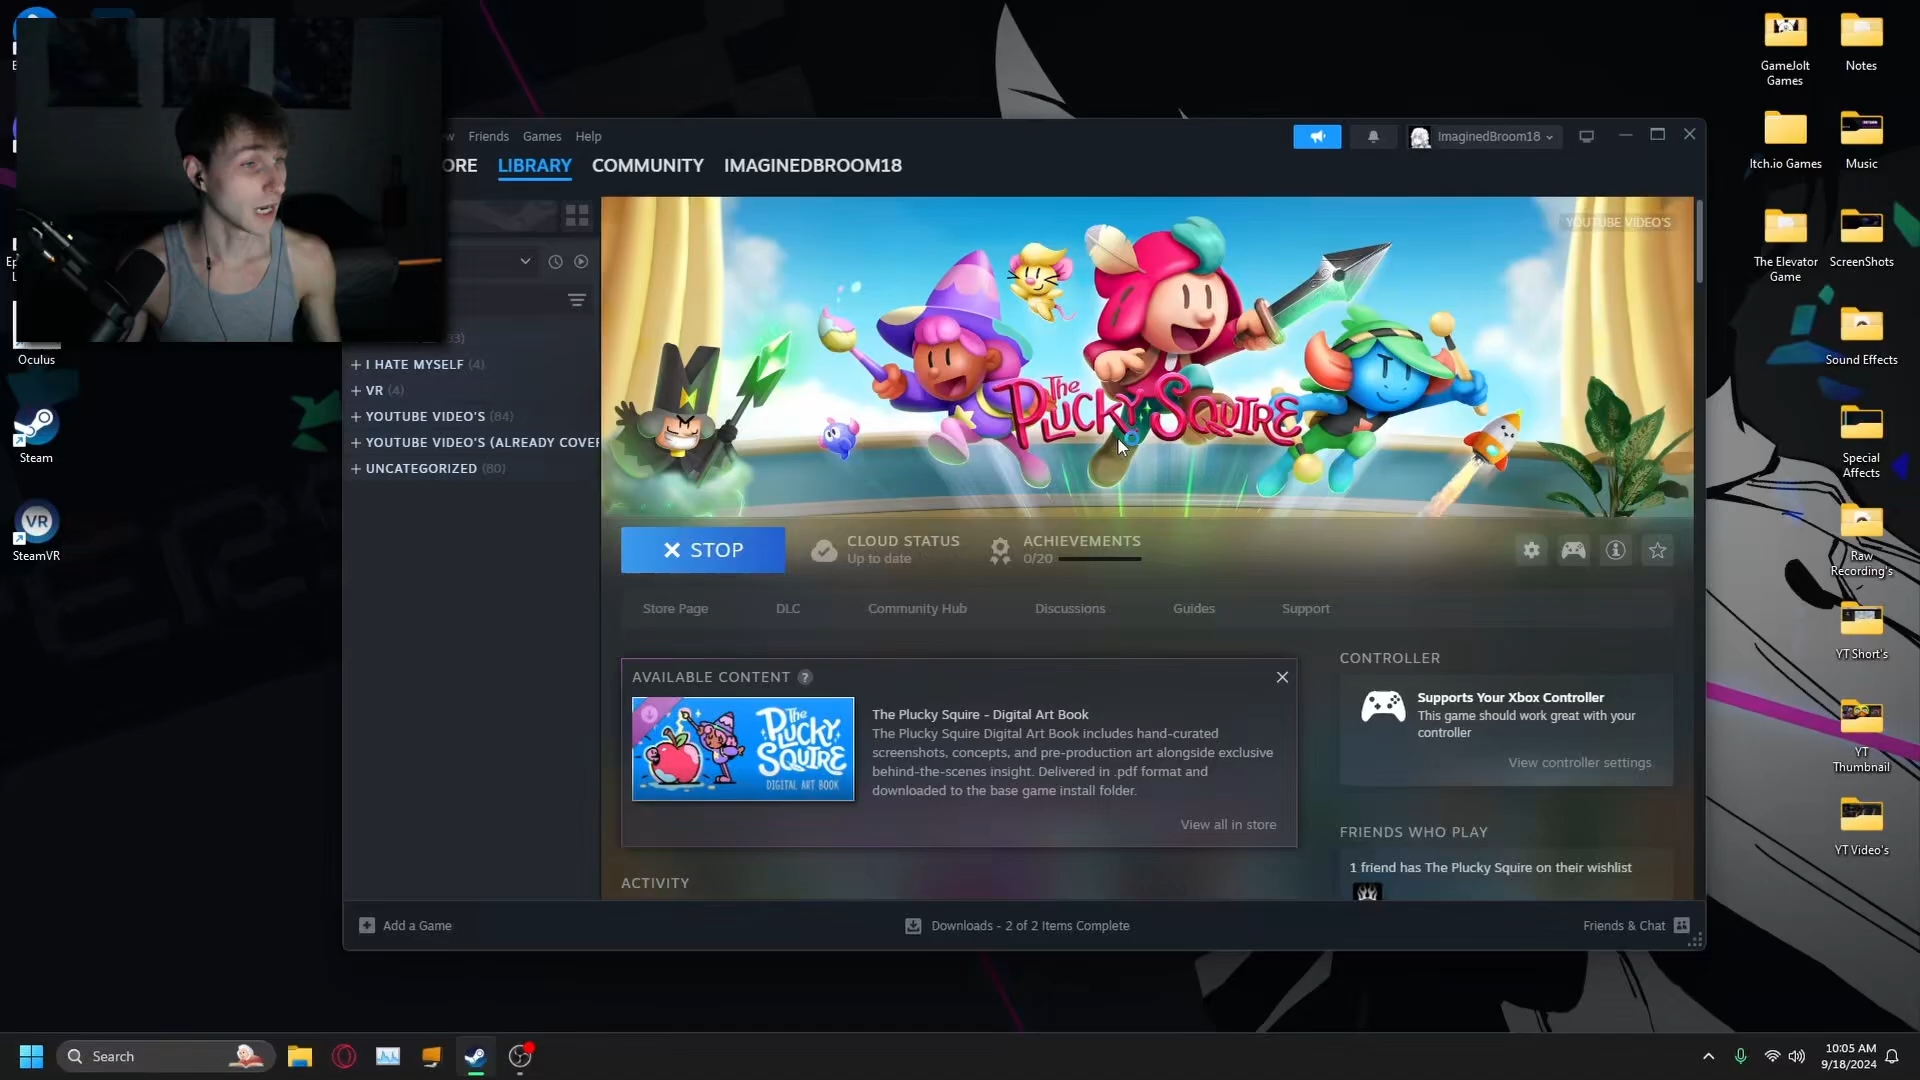 Friends Games Help
ImaginedBroom18
ORE LIBRARY COMMUNITY IMAGINEDBROOM18
YOUTUBE VIDEO'S
+ I HATE MYSELF (4)
+ VR (4)
+ YOUTUBE VIDEO'S (84)
+ YOUTUBE VIDEO'S (ALREADY COVER
+ UNCATEGORIZED (80)
The
Plucky Squire
STOP
CLOUD STATUS
Up to date
ACHIEVEMENTS
0/20
Store Page DLC Community Hub Discussions Guides Support
AVAILABLE CONTENT ?
The
Plucky
Squire
DIGITAL ART BOOK
The Plucky Squire - Digital Art Book
The Plucky Squire Digital Art Book includes hand-curated
screenshots, concepts, and pre-production art alongside exclusive
behind-the-scenes insight. Delivered in .pdf format and
downloaded to the base game install folder.
View all in store
ACTIVITY
CONTROLLER
Supports Your Xbox Controller
This game should work great with your
controller
View controller settings
FRIENDS WHO PLAY
1 friend has The Plucky Squire on their wishlist
Add a Game
Downloads - 2 of 2 Items Complete
Friends & Chat
Oculus
Steam
VR
SteamVR
GameJolt
Games
Notes
Itch.io Games
Music
The Elevator
Game
ScreenShots
Sound Effects
Special
Affects
Raw
Recording's
YT Short's
YT
Thumbnail
YT Video's
Search
10:05 AM
9/18/2024